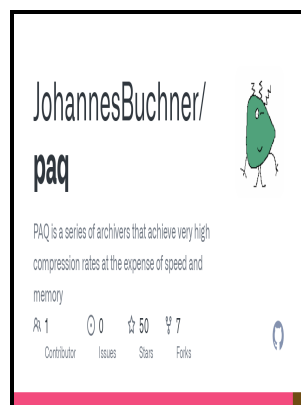 JohannesBuchner/
paq
PAQ is a series of archivers that achieve very high
compression rates at the expense of speed and
memory
1 0 50 7
Contributor Issues Stars Forks